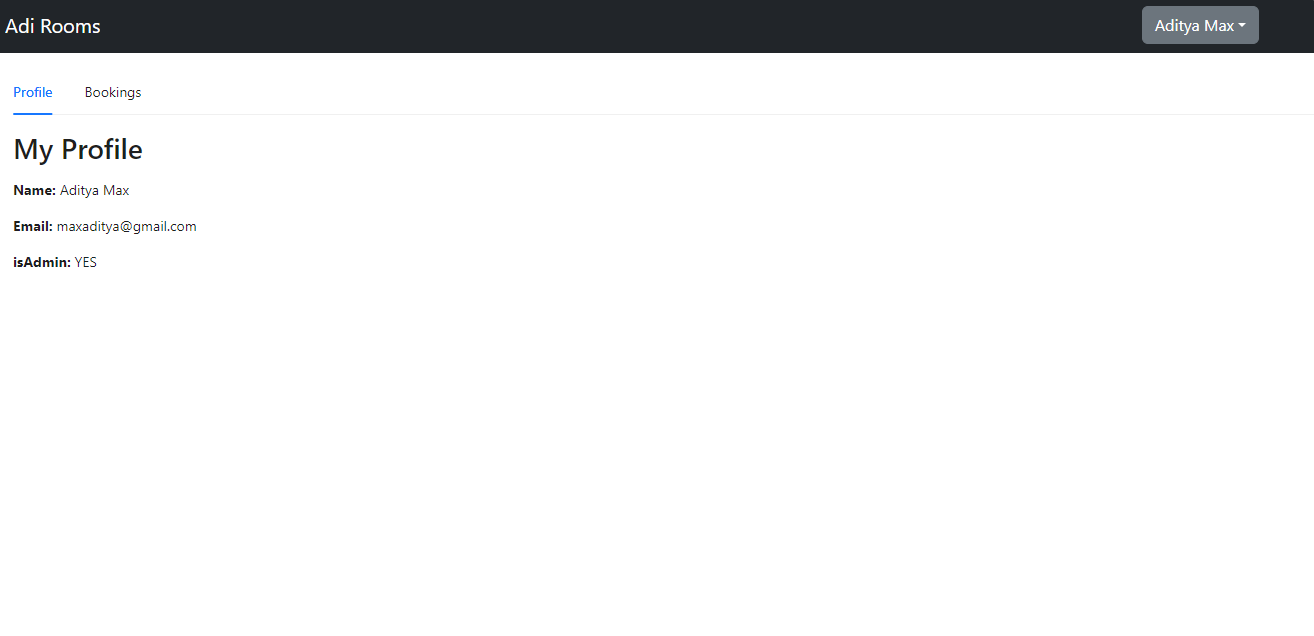 Adi Rooms
Aditya Max
Profile Bookings
My Profile
Name: Aditya Max
Email: maxaditya@gmail.com
isAdmin: YES